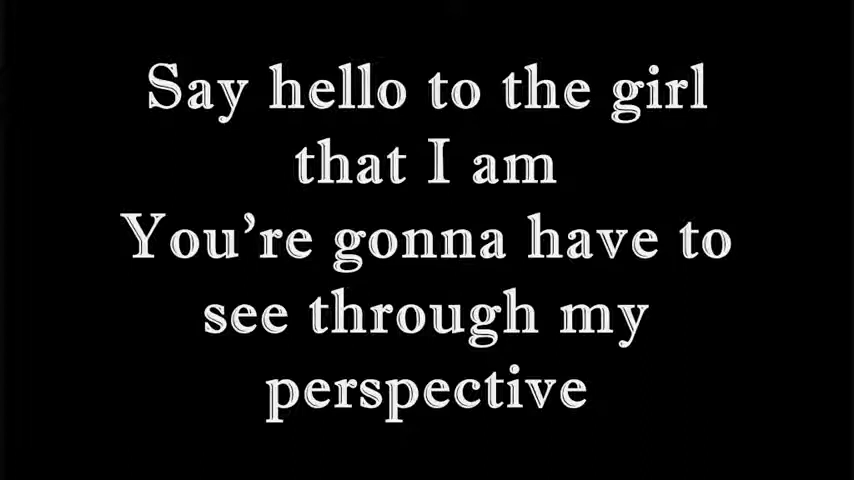 Say hello to the girl
that I am
You’re gonna have to
see through my
perspective